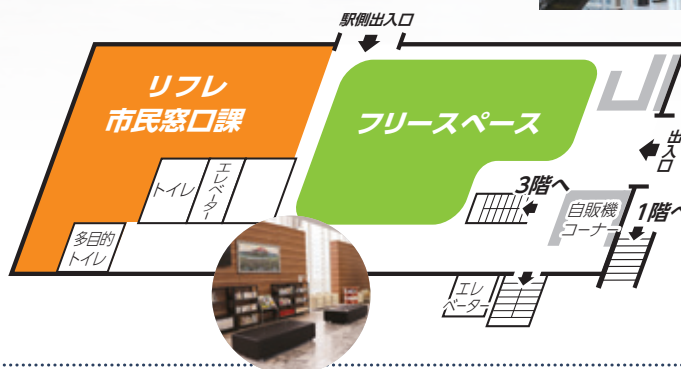 駅側出入口
リフレ
市民窓口課
フリースペース
出入口
トイレ
エレベーター
多目的
トイレ
3階へ
自販機
コーナー
1階へ
エレ
ベーター